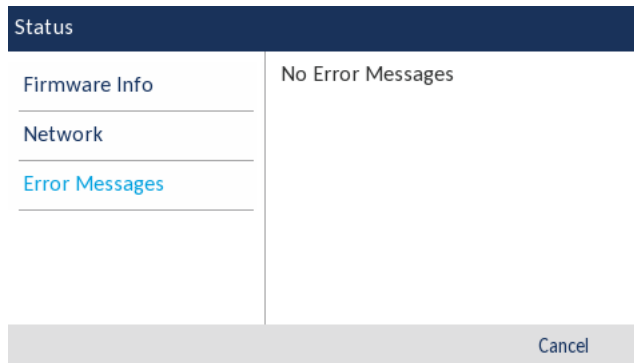 Status
Firmware Info
Network
Error Messages
No Error Messages
Cancel